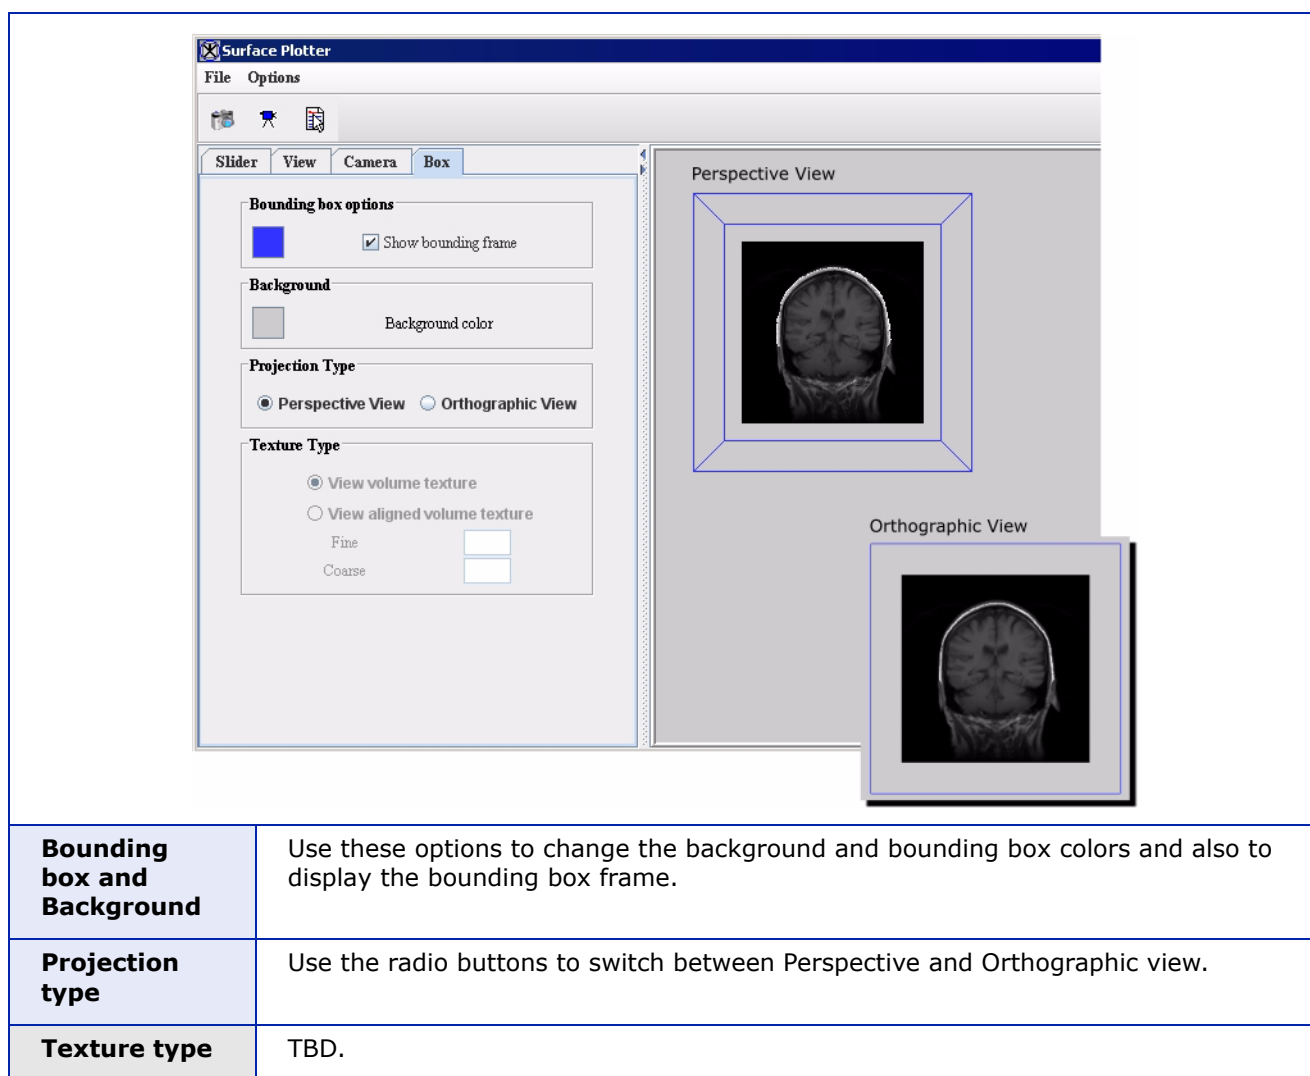 Surface Plotter
File Options
Slider View Camera Box
Bounding box options
Show bounding frame
Background
Background color
Projection Type
Perspective View Orthographic View
Texture Type
View volume texture
View aligned volume texture
Fine
Coarse
Perspective View
Orthographic View
Bounding
box and
Background
Use these options to change the background and bounding box colors and also to
display the bounding box frame.
Projection
type
Use the radio buttons to switch between Perspective and Orthographic view.
Texture type
TBD.